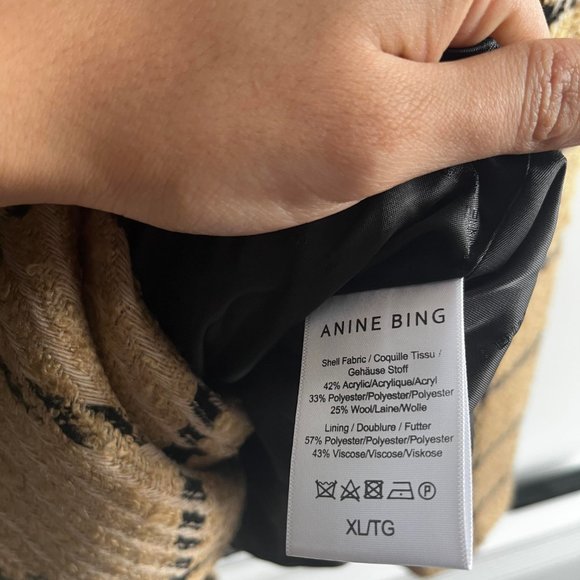 ANINE BING
Shell Fabric / Coquille Tissu /
Gehäuse Stoff
42% Acrylic/Acrylique/Acryl
33% Polyester/Polyester/Polyester
25% Wool/Laine/Wolle
Lining / Doublure / Futter
57% Polyester/Polyester/Polyester
43% Viscose/Viscose/Viskose
P
XL/TG